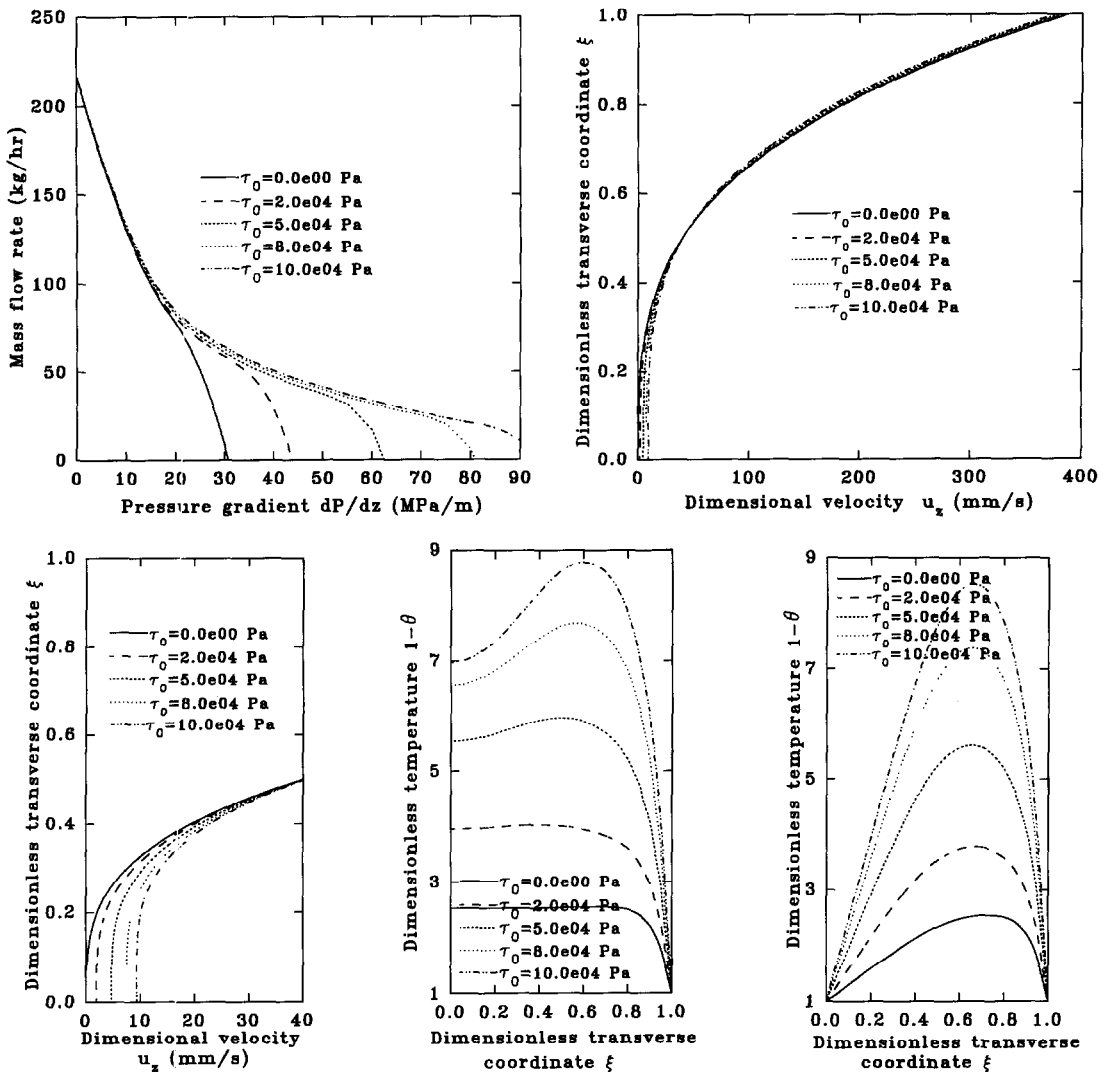 250
200
150
100
50
0
Mass flow rate (kg/hr)
τ0=0.0e00 Pa
τ0=2.0e04 Pa
τ0=5.0e04 Pa
τ0=8.0e04 Pa
τ0=10.0e04 Pa
0 10 20 30 40 50 60 70 80 90
Pressure gradient dP/dz (MPa/m)
1.0
0.8
0.6
0.4
0.2
0.0
Dimensionless transverse coordinate ξ
τ0=0.0e00 Pa
τ0=2.0e04 Pa
τ0=5.0e04 Pa
τ0=8.0e04 Pa
τ0=10.0e04 Pa
0 100 200 300 400
Dimensional velocity uz (mm/s)
1.0
0.8
0.6
0.4
0.2
0.0
Dimensionless transverse coordinate ξ
τ0=0.0e00 Pa
τ0=2.0e04 Pa
τ0=5.0e04 Pa
τ0=8.0e04 Pa
τ0=10.0e04 Pa
0 10 20 30 40
Dimensional velocity
uz (mm/s)
9
7
5
3
1
Dimensionless temperature 1-θ
τ0=0.0e00 Pa
τ0=2.0e04 Pa
τ0=5.0e04 Pa
τ0=8.0e04 Pa
τ0=10.0e04 Pa
0.0 0.2 0.4 0.6 0.8 1.0
Dimensionless transverse
coordinate ξ
9
7
5
3
1
Dimensionless temperature 1-θ
τ0=0.0e00 Pa
τ0=2.0e04 Pa
τ0=5.0e04 Pa
τ0=8.0e04 Pa
τ0=10.0e04 Pa
0.0 0.2 0.4 0.6 0.8 1.0
Dimensionless transverse
coordinate ξ